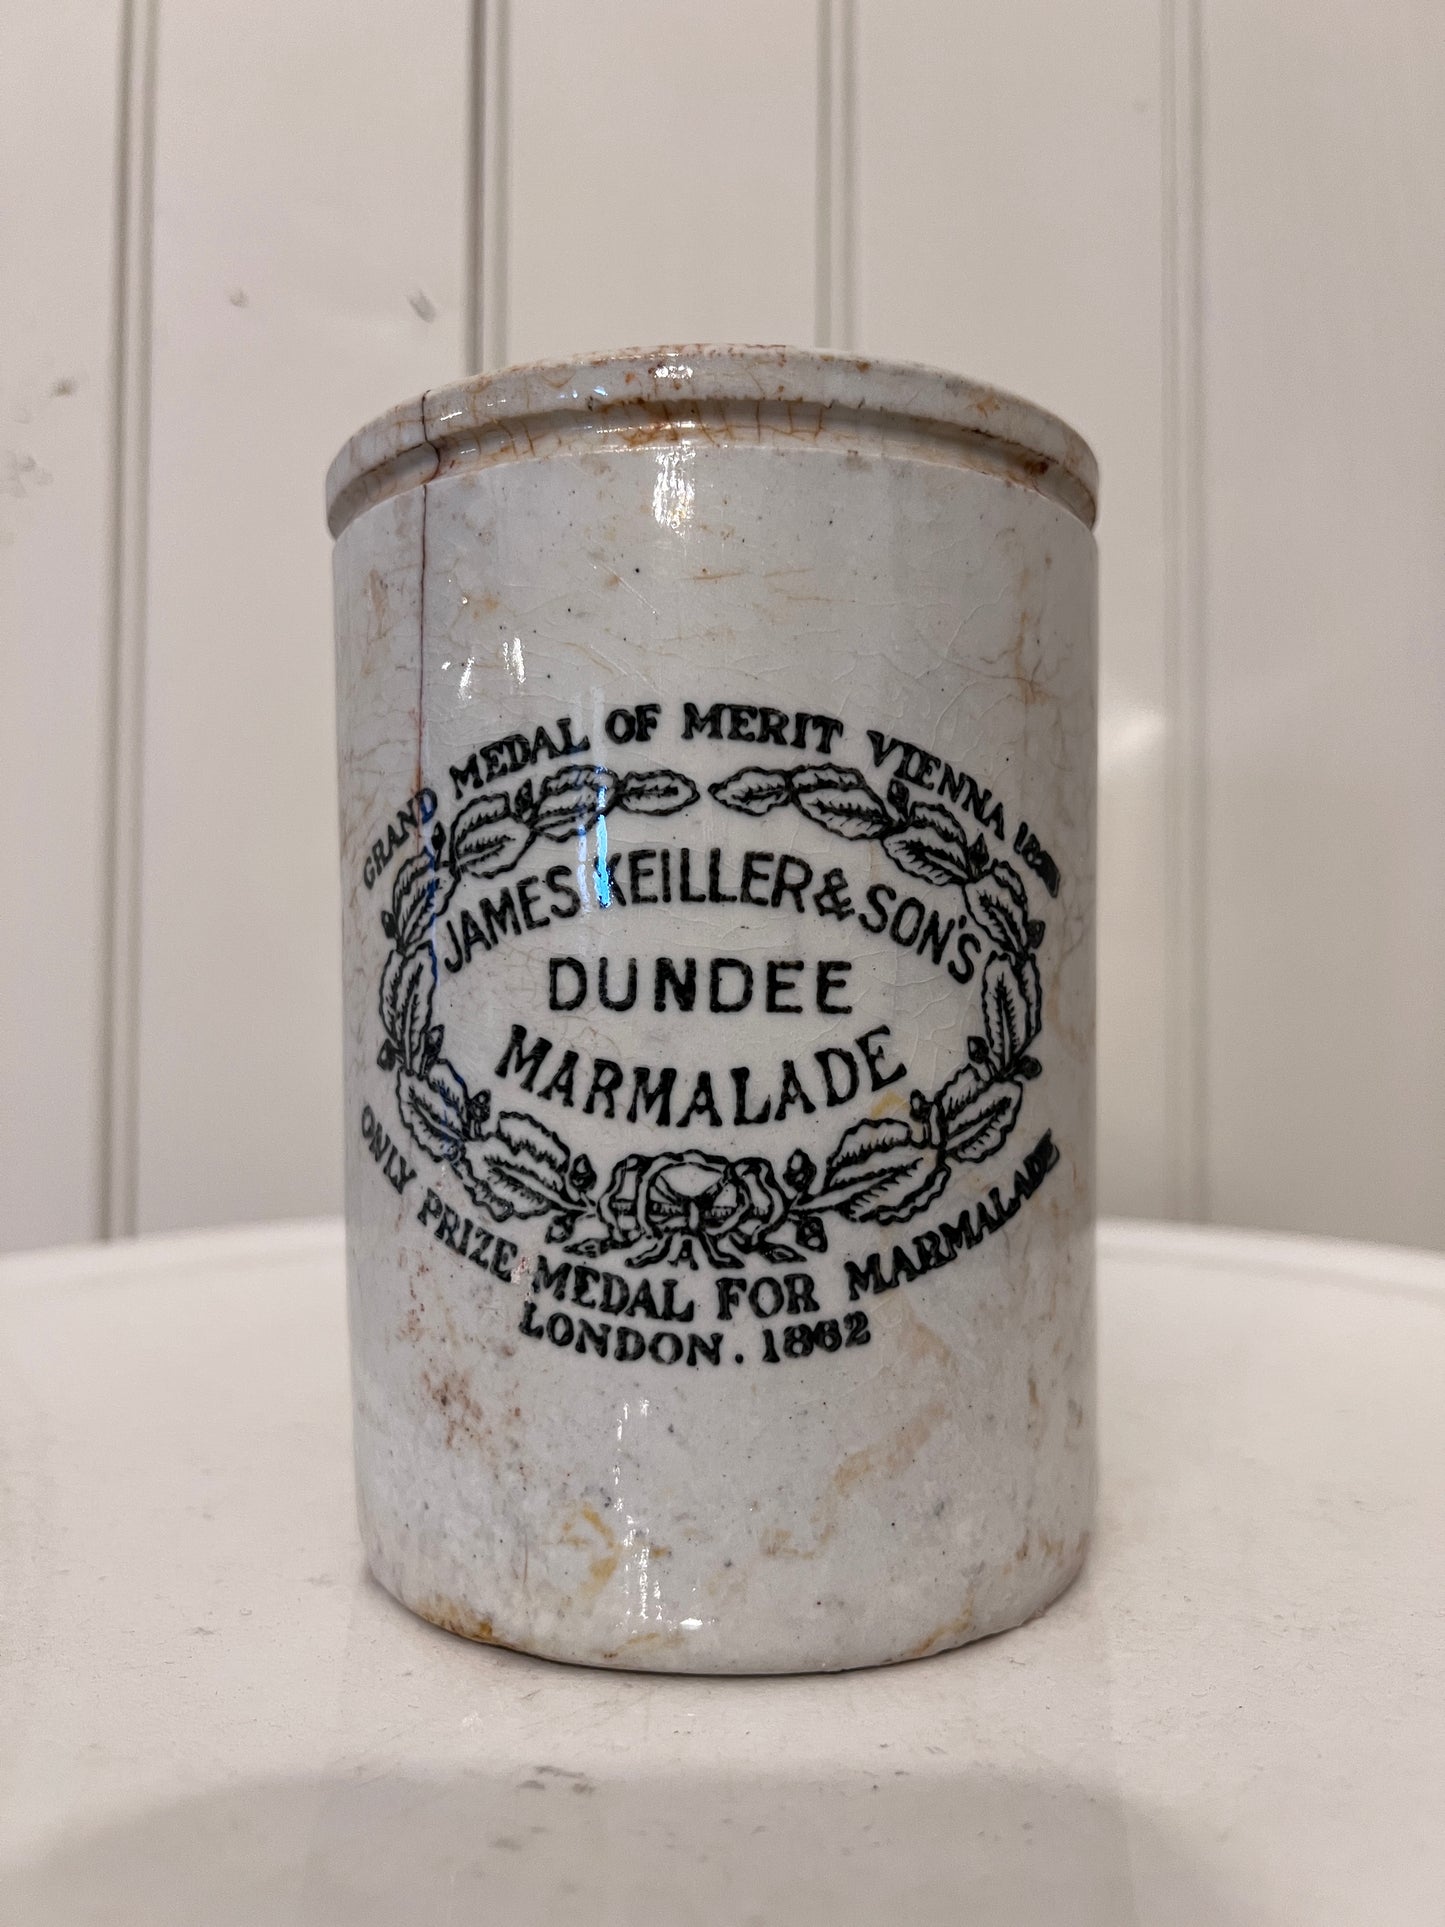 GRAND MEDAL OF MERIT VIENNA
JAMES KEILLER & SON'S
DUNDEE
MARMALADE
A
ONLY PRIZE MEDAL FOR MARMALADE
LONDON. 1862